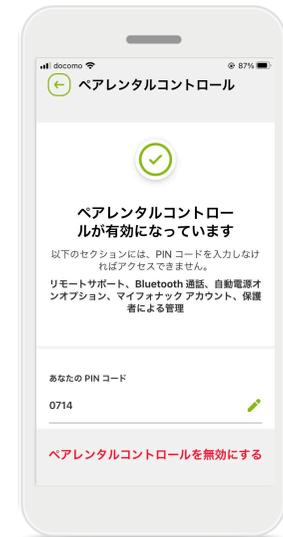 docomo 87%
ペアレンタルコントロール
ペアレンタルコントロー
ルが有効になっています
以下のセクションには、PIN コードを入力しなけ
ればアクセスできません。
リモートサポート、Bluetooth 通話、自動電源オ
ンオプション、マイフォナック アカウント、保護
者による管理
あなたの PIN コード
0714
ペアレンタルコントロールを無効にする